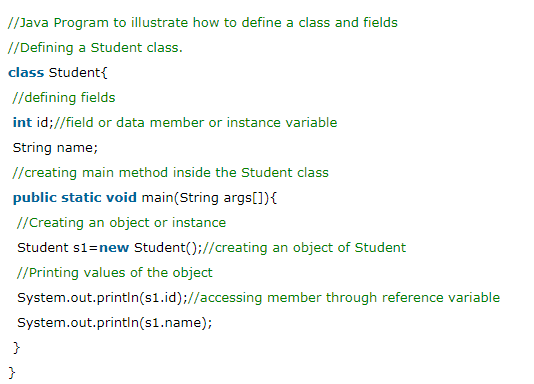 //Java Program to illustrate how to define a class and fields
//Defining a Student class.
class Student{
 //defining fields
 int id;//field or data member or instance variable
 String name;
 //creating main method inside the Student class
 public static void main(String args[]){
  //Creating an object or instance
  Student s1=new Student();//creating an object of Student
  //Printing values of the object
  System.out.println(s1.id);//accessing member through reference variable
  System.out.println(s1.name);
 }
}